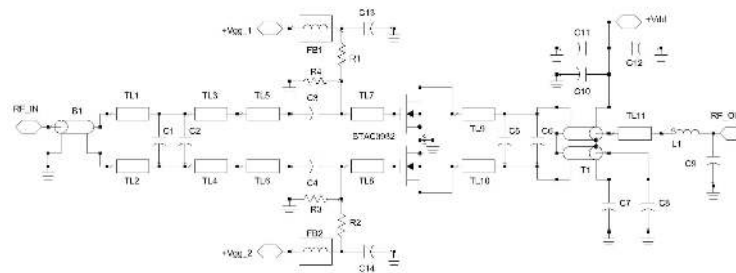 +Vgg_1
C13
FB1
R1
R4
+Vdd
C11
C12
C10
RF_IN
B1
TL1
TL3
TL5
C3
TL7
TL9
TL11
RF_O
C1
C2
STAC3932
C5
C6
L1
C9
TL2
TL4
TL6
C4
TL8
TL10
T1
R3
R2
C7
C8
FB2
+Vgg_2
C14